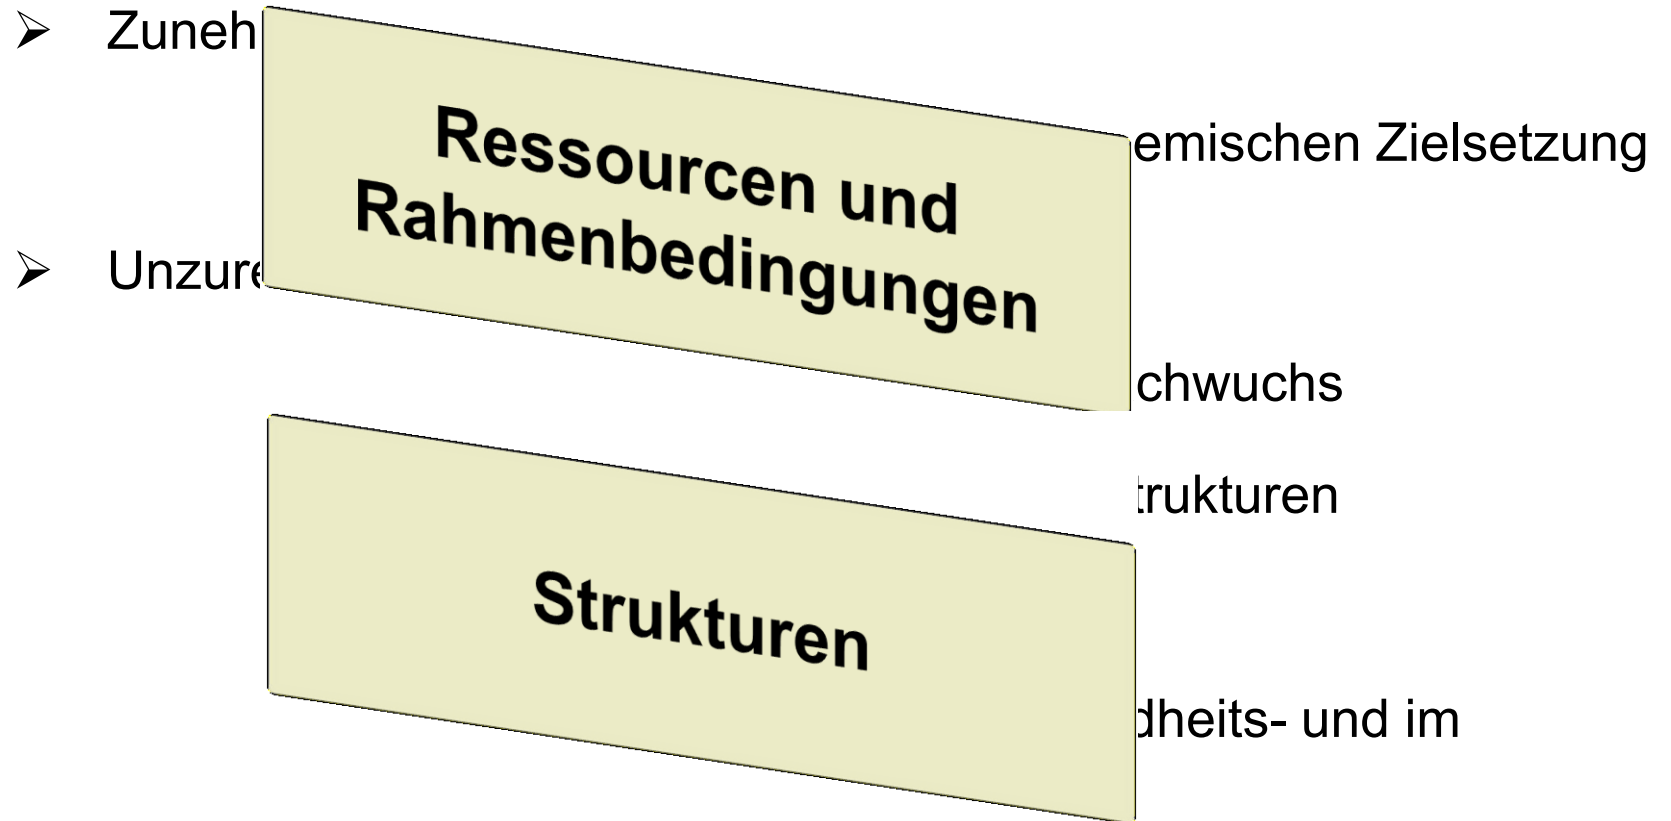 ➢ Zuneh
emischen Zielsetzung
Ressourcen und
Rahmenbedingungen
➢ Unzure
chwuchs
trukturen
Strukturen
dheits- und im